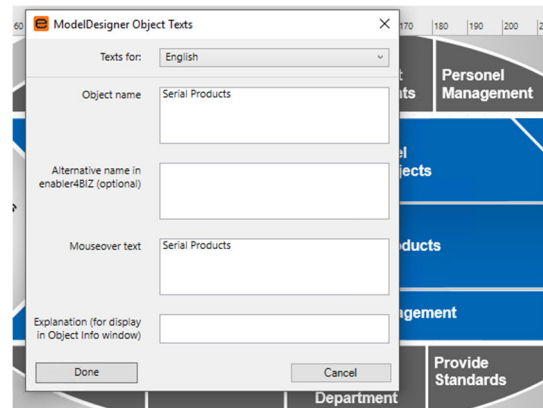 60
ModelDesigner Object Texts
170 180 190 200
Texts for:
English
Personel
Management
Object name
Serial Products
Alternative name in
enabler4BIZ (optional)
Mouseover text
Serial Products
Explanation (for display
in Object Info window)
Done
Cancel
Department
Provide
Standards